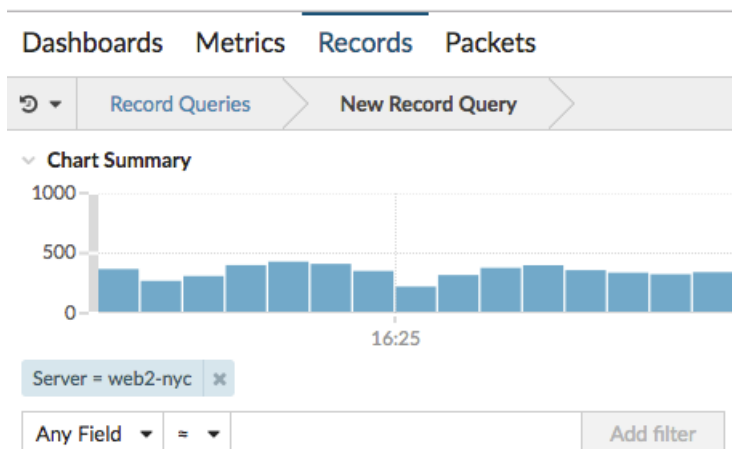 Dashboards Metrics Records Packets
Record Queries New Record Query
Chart Summary
1000
500
0
16:25
Server = web2-nyc ×
Any Field ≈ Add filter